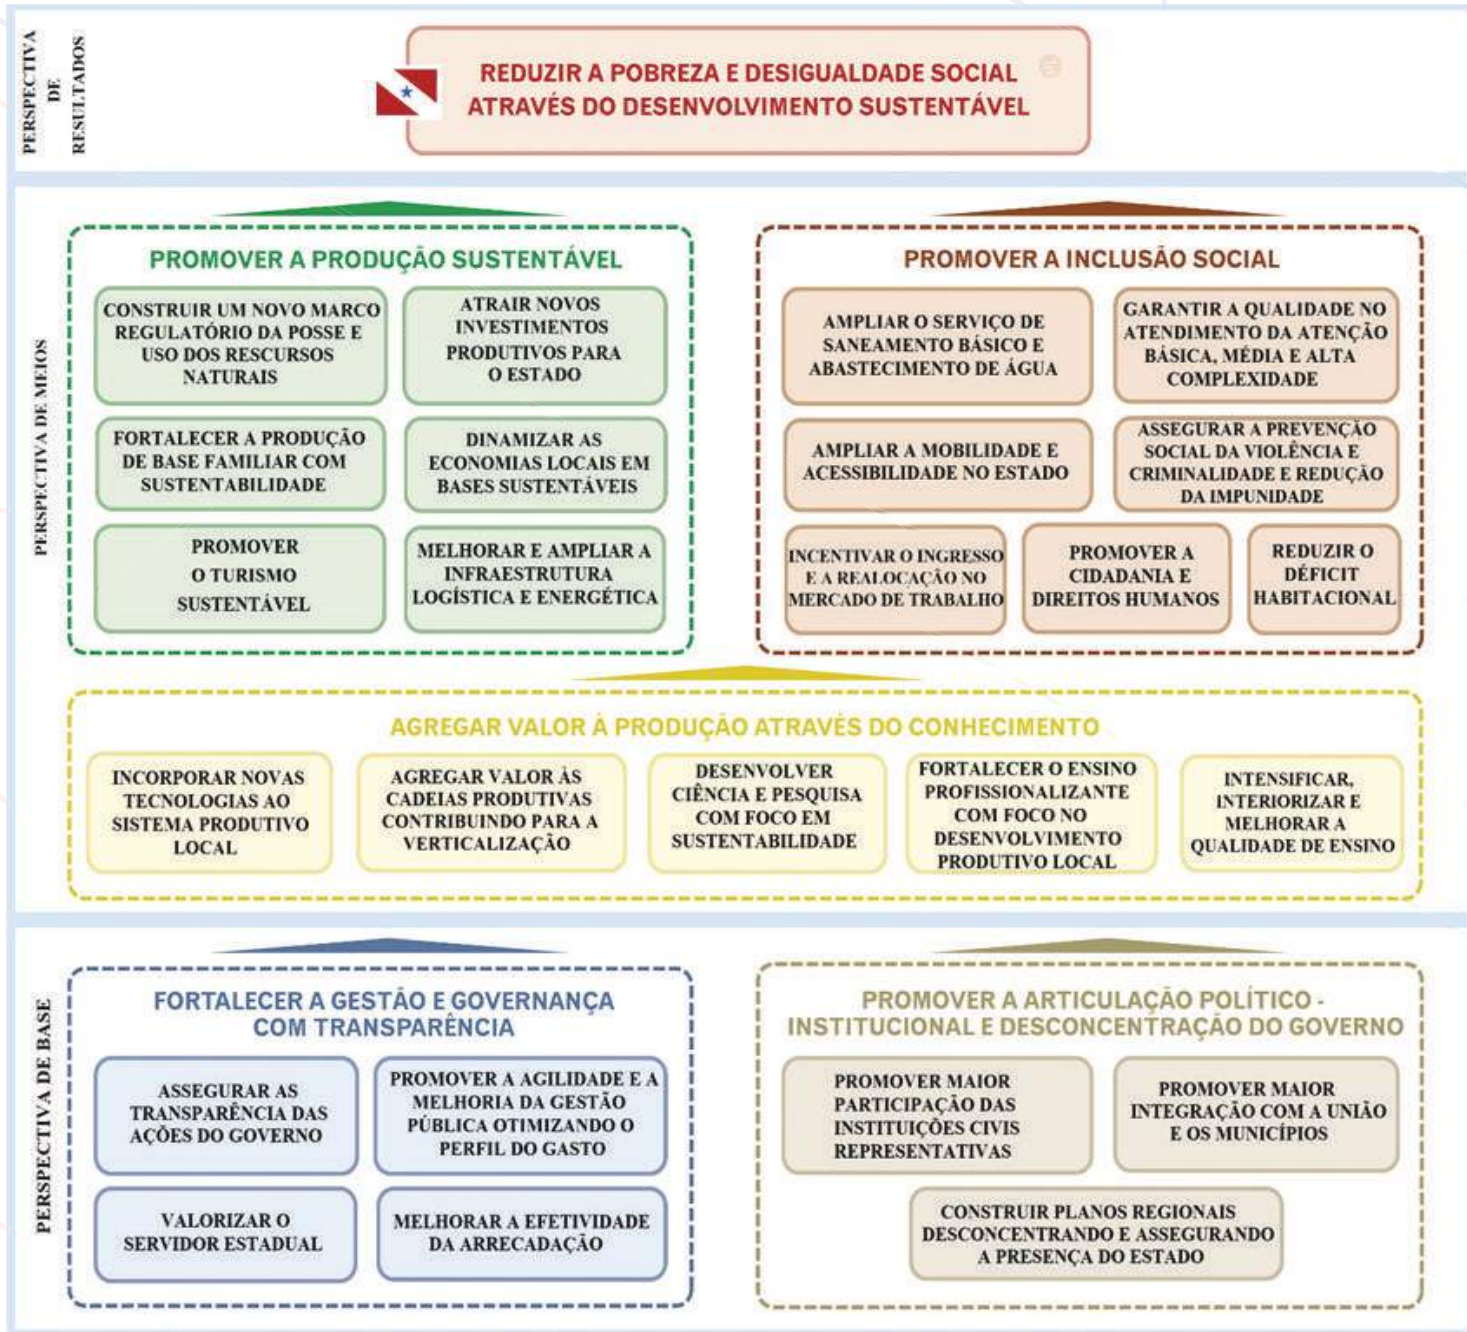 PERSPECTIVA
DE
RESULTADOS
REDUZIR A POBREZA E DESIGUALDADE SOCIAL
ATRAVÉS DO DESENVOLVIMENTO SUSTENTÁVEL
PERSPECTIVA DE MEIOS
PROMOVER A PRODUÇÃO SUSTENTÁVEL
CONSTRUIR UM NOVO MARCO
REGULATÓRIO DA POSSE E
USO DOS RESCURSOS
NATURAIS
ATRAIR NOVOS
INVESTIMENTOS
PRODUTIVOS PARA
O ESTADO
FORTALECER A PRODUÇÃO
DE BASE FAMILIAR COM
SUSTENTABILIDADE
DINAMIZAR AS
ECONOMIAS LOCAIS EM
BASES SUSTENTÁVEIS
PROMOVER
O TURISMO
SUSTENTÁVEL
MELHORAR E AMPLIAR A
INFRAESTRUTURA
LOGÍSTICA E ENERGÉTICA
PROMOVER A INCLUSÃO SOCIAL
AMPLIAR O SERVIÇO DE
SANEAMENTO BÁSICO E
ABASTECIMENTO DE ÁGUA
GARANTIR A QUALIDADE NO
ATENDIMENTO DA ATENÇÃO
BÁSICA, MÉDIA E ALTA
COMPLEXIDADE
AMPLIAR A MOBILIDADE E
ACESSIBILIDADE NO ESTADO
ASSEGURAR A PREVENÇÃO
SOCIAL DA VIOLÊNCIA E
CRIMINALIDADE E REDUÇÃO
DA IMPUNIDADE
INCENTIVAR O INGRESSO
E A REALOCAÇÃO NO
MERCADO DE TRABALHO
PROMOVER A
CIDADANIA E
DIREITOS HUMANOS
REDUZIR O
DÉFICIT
HABITACIONAL
AGREGAR VALOR À PRODUÇÃO ATRAVÉS DO CONHECIMENTO
INCORPORAR NOVAS
TECNOLOGIAS AO
SISTEMA PRODUTIVO
LOCAL
AGREGAR VALOR ÀS
CADEIAS PRODUTIVAS
CONTRIBUINDO PARA A
VERTICALIZAÇÃO
DESENVOLVER
CIÊNCIA E PESQUISA
COM FOCO EM
SUSTENTABILIDADE
FORTALECER O ENSINO
PROFISSIONALIZANTE
COM FOCO NO
DESENVOLVIMENTO
PRODUTIVO LOCAL
INTENSIFICAR,
INTERIORIZAR E
MELHORAR A
QUALIDADE DE ENSINO
PERSPECTIVA DE BASE
FORTALECER A GESTÃO E GOVERNANÇA
COM TRANSPARÊNCIA
ASSEGURAR AS
TRANSPARÊNCIA DAS
AÇÕES DO GOVERNO
PROMOVER A AGILIDADE E A
MELHORIA DA GESTÃO
PÚBLICA OTIMIZANDO O
PERFIL DO GASTO
VALORIZAR O
SERVIDOR ESTADUAL
MELHORAR A EFETIVIDADE
DA ARRECADAÇÃO
PROMOVER A ARTICULAÇÃO POLÍTICO -
INSTITUCIONAL E DESCONCENTRAÇÃO DO GOVERNO
PROMOVER MAIOR
PARTICIPAÇÃO DAS
INSTITUIÇÕES CIVIS
REPRESENTATIVAS
PROMOVER MAIOR
INTEGRAÇÃO COM A UNIÃO
E OS MUNICÍPIOS
CONSTRUIR PLANOS REGIONAIS
DESCONCENTRANDO E ASSEGURANDO
A PRESENÇA DO ESTADO